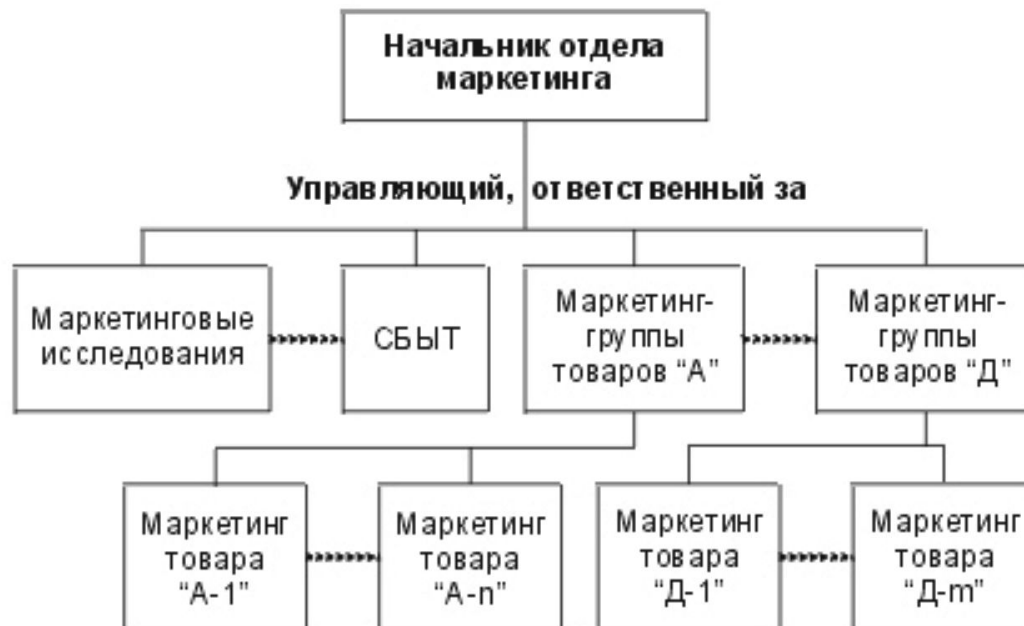 Начальник отдела
маркетинга
Управляющий, ответственный за
Маркетинговые
исследования
СБЫТ
Маркетинг-
группы
товаров “А”
Маркетинг-
группы
товаров “Д”
Маркетинг
товара
“А-1”
Маркетинг
товара
“А-n”
Маркетинг
товара
“Д-1”
Маркетинг
товара
“Д-m”